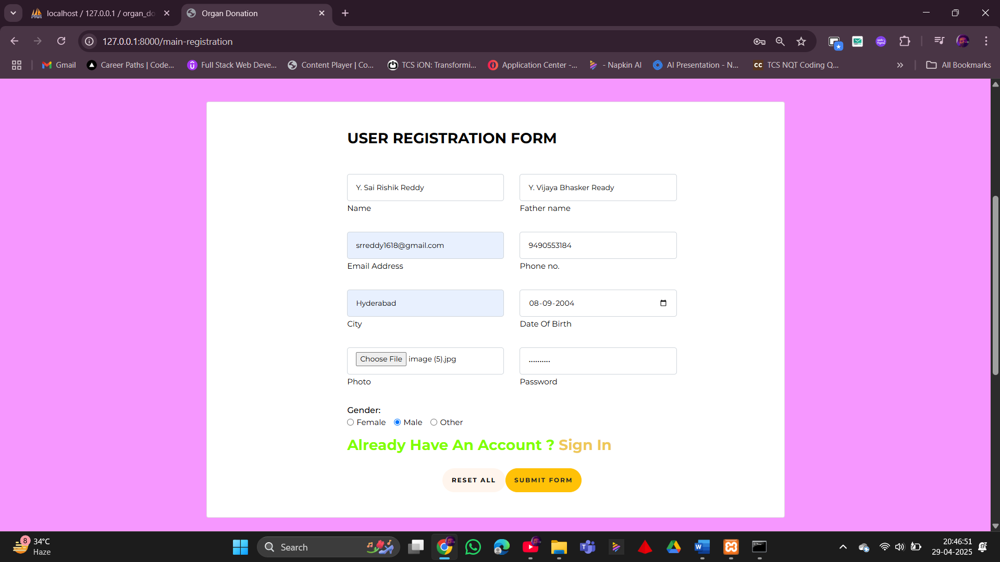 localhost / 127.0.0.1 / organ_do
Organ Donation
127.0.0.1:8000/main-registration
Gmail
Career Paths | Code...
Full Stack Web Deve...
Content Player | Co...
TCS iON: Transformi...
Application Center -...
- Napkin AI
AI Presentation - N...
TCS NQT Coding Q...
All Bookmarks
USER REGISTRATION FORM
Y. Sai Rishik Reddy
Y. Vijaya Bhasker Ready
Name
Father name
srreddy1618@gmail.com
9490553184
Email Address
Phone no.
Hyderabad
08-09-2004
City
Date Of Birth
Choose File image (5).jpg
Photo
Password
Gender:
Female Male Other
Already Have An Account ? Sign In
RESET ALL
SUBMIT FORM
8
34°C
Haze
Search
20:46:51
29-04-2025